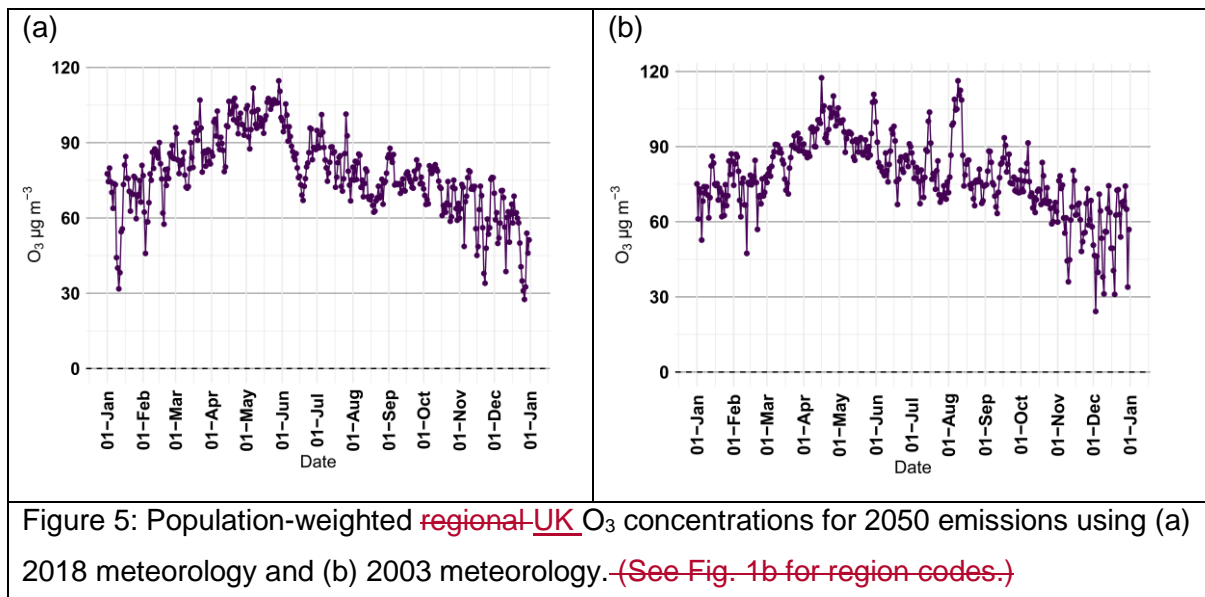 (a)
120
90
60
30
0
O₃ µg m⁻³
01−Jan
01−Feb
01−Mar
01−Apr
01−May
01−Jun
01−Jul
01−Aug
01−Sep
01−Oct
01−Nov
01−Dec
01−Jan
Date
(b)
120
90
60
30
0
O₃ µg m⁻³
01−Jan
01−Feb
01−Mar
01−Apr
01−May
01−Jun
01−Jul
01−Aug
01−Sep
01−Oct
01−Nov
01−Dec
01−Jan
Date
Figure 5: Population-weighted regional UK O₃ concentrations for 2050 emissions using (a)
2018 meteorology and (b) 2003 meteorology. (See Fig. 1b for region codes.)